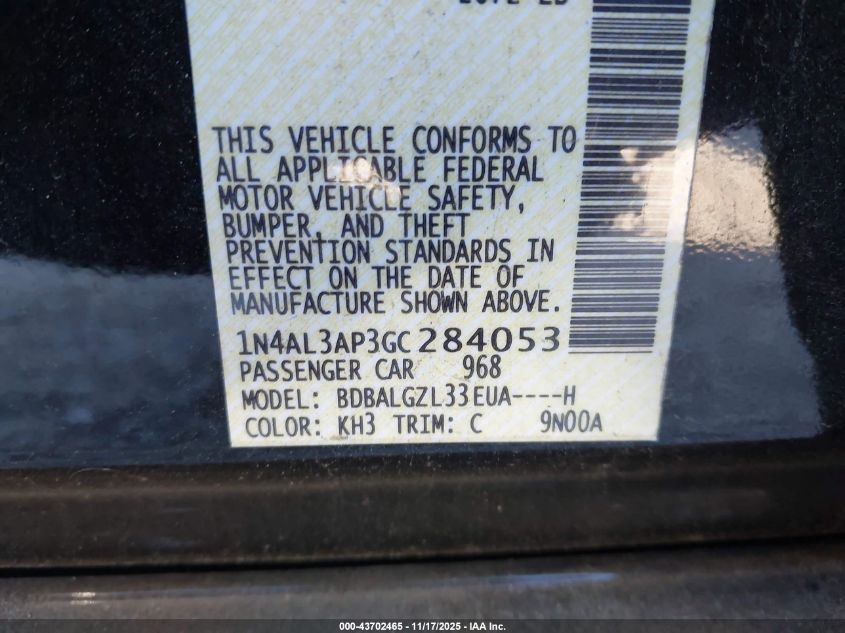 THIS VEHICLE CONFORMS TO
ALL APPLICABLE FEDERAL
MOTOR VEHICLE SAFETY,
BUMPER, AND THEFT
PREVENTION STANDARDS IN
EFFECT ON THE DATE OF
MANUFACTURE SHOWN ABOVE.
1N4AL3AP3GC284053
PASSENGER CAR 968
MODEL: BDBALGZL33EUA----H
COLOR: KH3 TRIM: C 9N00A
000-43702465 - 11/17/2025 - IAA Inc.